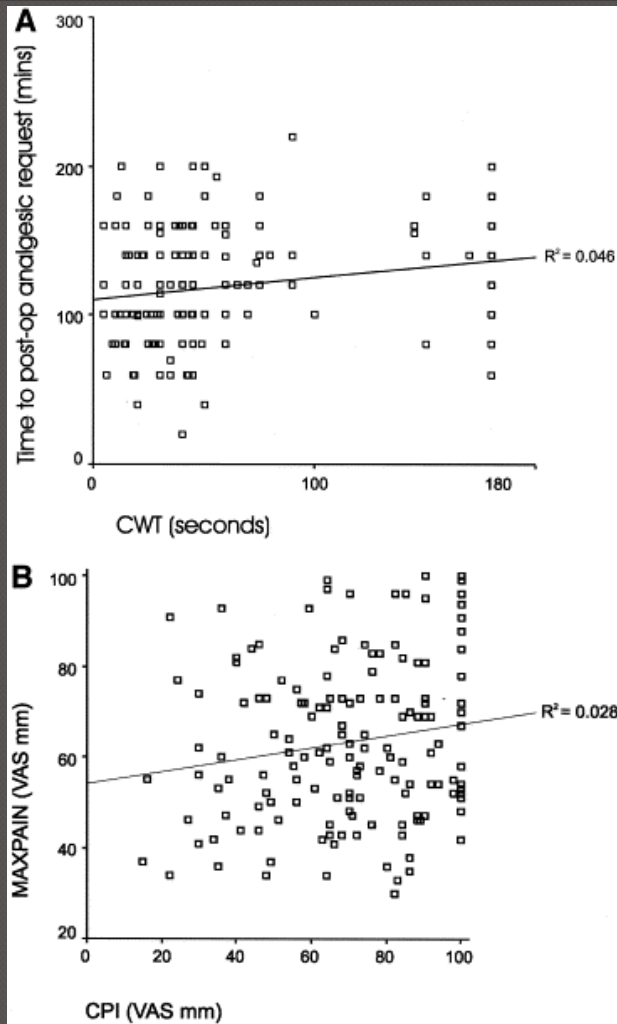 A
Time to post-op analgesic request (mins)
300
200
100
0
R² = 0.046
0 100 180
CWT (seconds)
B
MAXPAIN (VAS mm)
100
80
60
40
20
R² = 0.028
0 20 40 60 80 100
CPI (VAS mm)